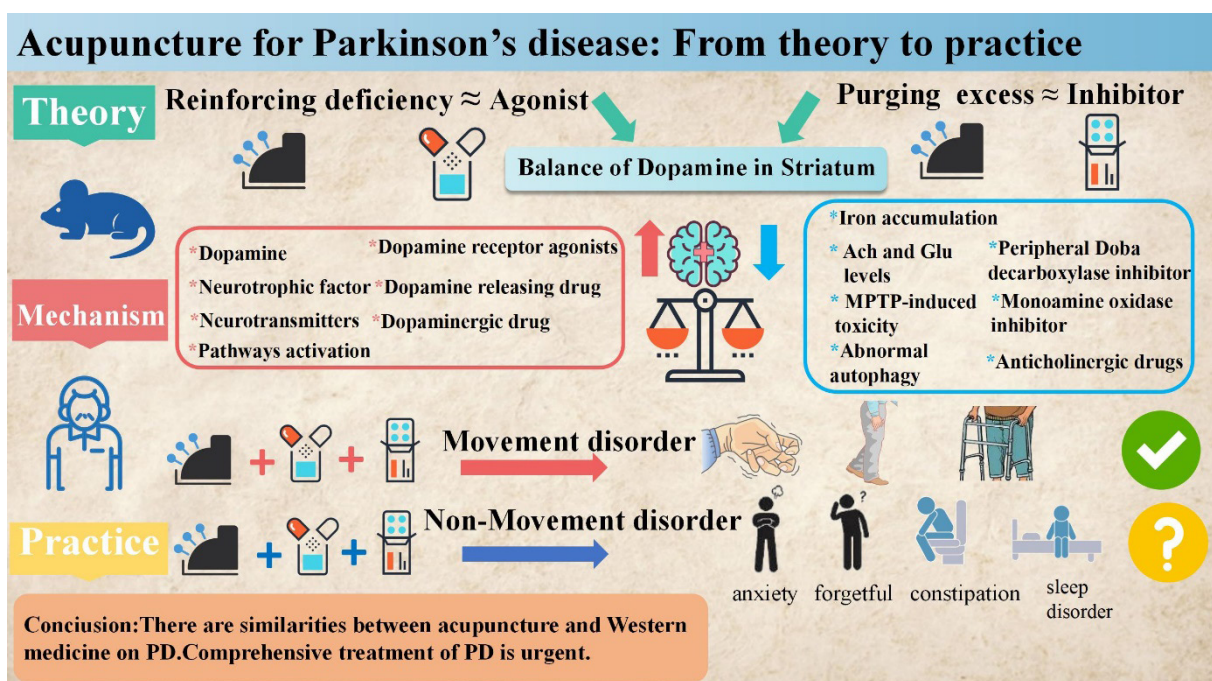 Acupuncture for Parkinson's disease: From theory to practice
Theory
Reinforcing deficiency ≈ Agonist
Purging excess ≈ Inhibitor
Balance of Dopamine in Striatum
Mechanism
*Dopamine
*Neurotrophic factor
*Neurotransmitters
*Pathways activation
*Dopamine receptor agonists
*Dopamine releasing drug
*Dopaminergic drug
*Iron accumulation
*Ach and Glu
levels
*MPTP-induced
toxicity
*Abnormal
autophagy
*Peripheral Doba
decarboxylase inhibitor
*Monoamine oxidase
inhibitor
*Anticholinergic drugs
Movement disorder
Practice
Non-Movement disorder
?
?
anxiety
forgetful
constipation
sleep
disorder
Conciusion:There are similarities between acupuncture and Western
medicine on PD.Comprehensive treatment of PD is urgent.